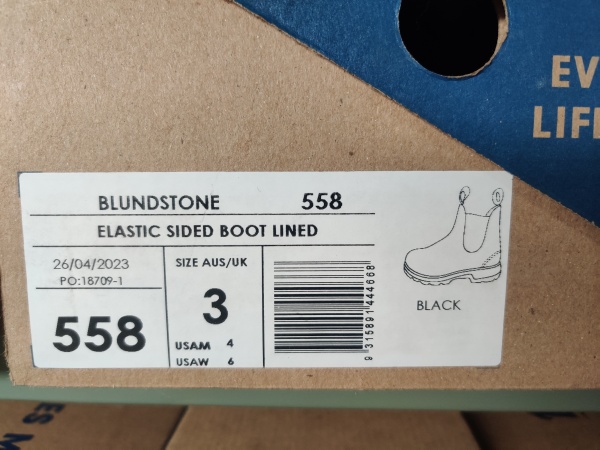 EV
LIF
BLUNDSTONE 558
ELASTIC SIDED BOOT LINED
26/04/2023
PO:18709-1
558
SIZE AUS/UK
3
USAM 4
USAW 6
9 315891 444668
BLACK
ES M